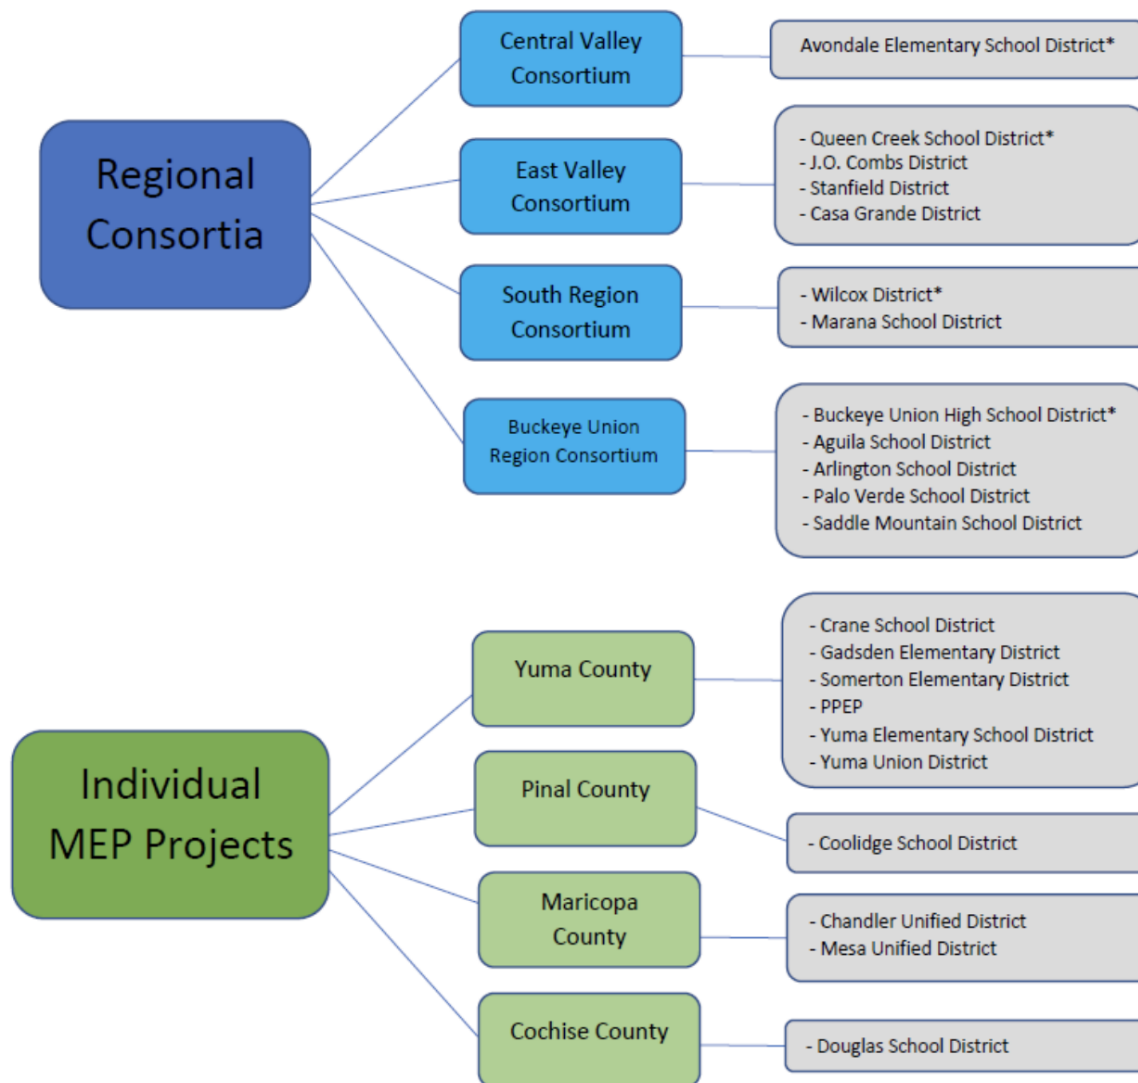 Regional
Consortia
Central Valley
Consortium
Avondale Elementary School District*
East Valley
Consortium
- Queen Creek School District*
- J.O. Combs District
- Stanfield District
- Casa Grande District
South Region
Consortium
- Wilcox District*
- Marana School District
Buckeye Union
Region Consortium
- Buckeye Union High School District*
- Aguila School District
- Arlington School District
- Palo Verde School District
- Saddle Mountain School District
Individual
MEP Projects
Yuma County
- Crane School District
- Gadsden Elementary District
- Somerton Elementary District
- PPEP
- Yuma Elementary School District
- Yuma Union District
Pinal County
- Coolidge School District
Maricopa
County
- Chandler Unified District
- Mesa Unified District
Cochise County
- Douglas School District